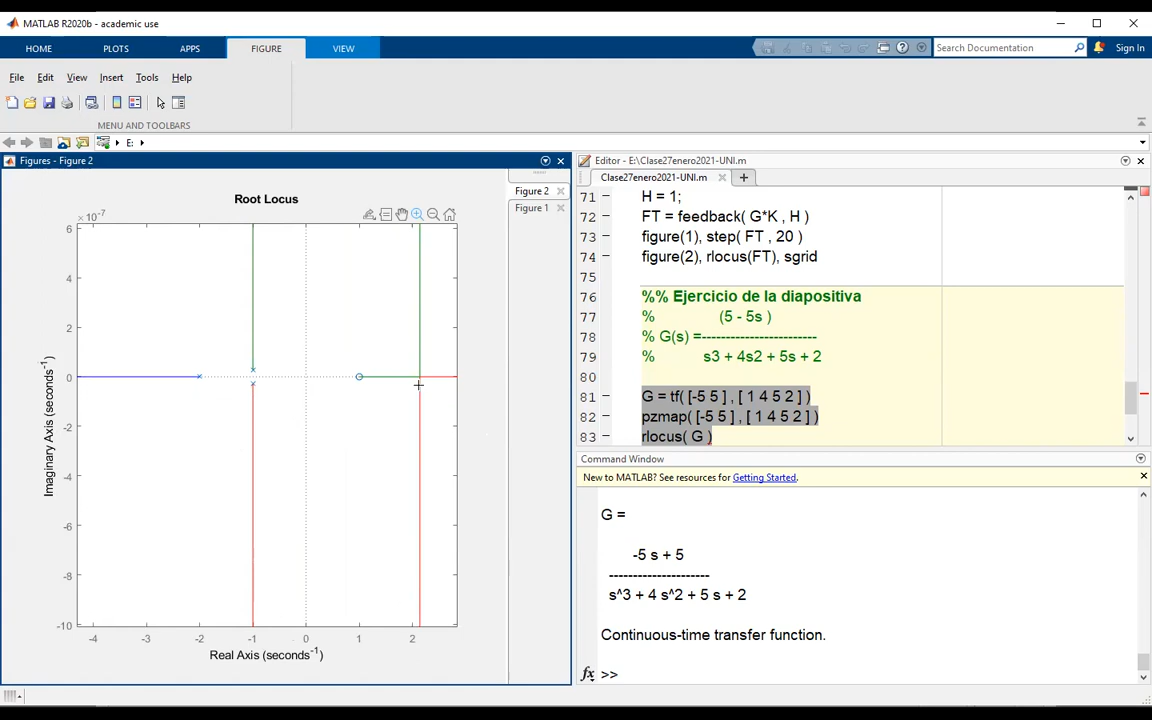 MATLAB R2020b - academic use
HOME PLOTS APPS FIGURE VIEW
Search Documentation
Sign In
File Edit View Insert Tools Help
MENU AND TOOLBARS
E:
Figures - Figure 2
Figure 2
Figure 1
Root Locus
×10⁻⁷
6
4
2
0
-2
-4
-6
-8
-10
-4 -3 -2 -1 0 1 2
Imaginary Axis (seconds⁻¹)
Real Axis (seconds⁻¹)
Editor - E:\Clase27enero2021-UNI.m
Clase27enero2021-UNI.m
71 - H = 1;
72 - FT = feedback( G*K , H )
73 - figure(1), step( FT , 20 )
74 - figure(2), rlocus(FT), sgrid
75
76 %% Ejercicio de la diapositiva
77 % (5 - 5s )
78 % G(s) =------------------------
79 % s3 + 4s2 + 5s + 2
80
81 - G = tf( [-5 5 ] , [ 1 4 5 2 ] )
82 - pzmap( [-5 5 ] , [ 1 4 5 2 ] )
83 - rlocus( G )
Command Window
New to MATLAB? See resources for Getting Started.
G =
-5 s + 5
---------------------
s^3 + 4 s^2 + 5 s + 2
Continuous-time transfer function.
fx >>